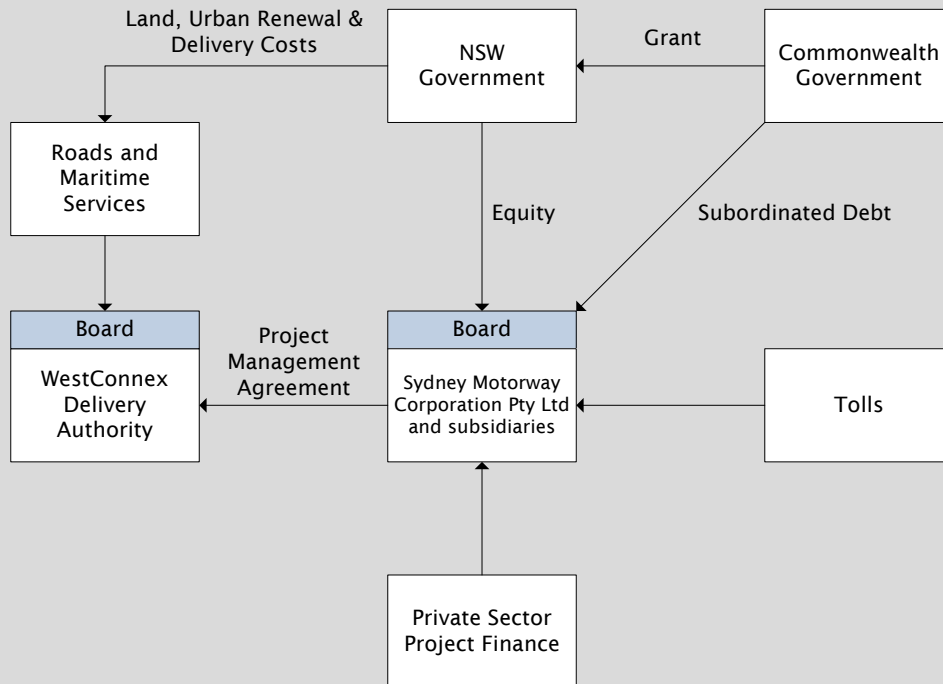 Land, Urban Renewal &
Delivery Costs
NSW
Government
Grant
Commonwealth
Government
Roads and
Maritime
Services
Equity
Subordinated Debt
Board
WestConnex
Delivery
Authority
Project
Management
Agreement
Board
Sydney Motorway
Corporation Pty Ltd
and subsidiaries
Tolls
Private Sector
Project Finance